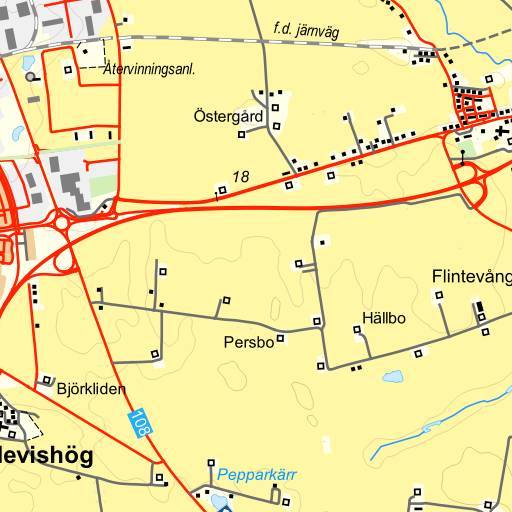 f.d. järnväg
Återvinningsanl.
Östergård
18
Flintevång
Hällbo
Persbo
Björkliden
108
levishög
Pepparkärr